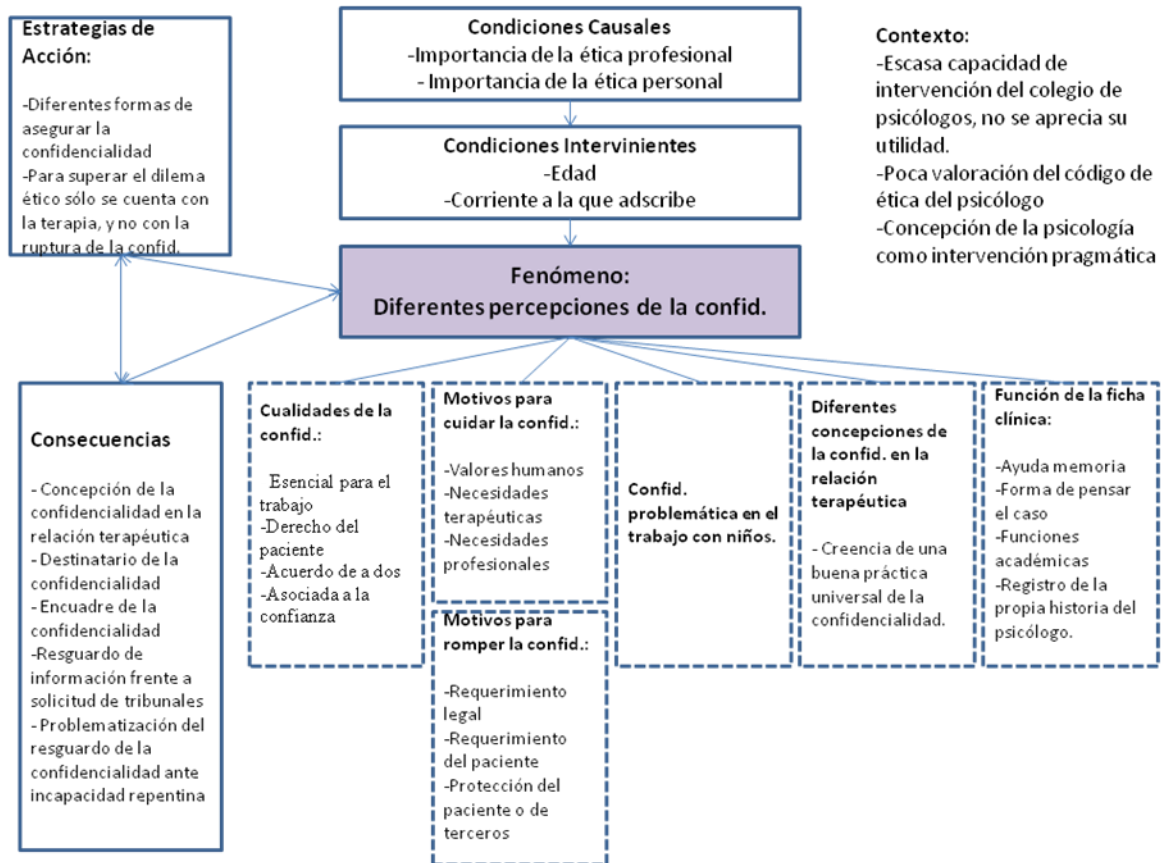 Estrategias de
Acción:
-Diferentes formas de
asegurar la
confidencialidad
-Para superar el dilema
ético sólo se cuenta con
la terapia, y no con la
ruptura de la confid.
Condiciones Causales
-Importancia de la ética profesional
- Importancia de la ética personal
Condiciones Intervinientes
-Edad
-Corriente a la que adscribe
Fenómeno:
Diferentes percepciones de la confid.
Contexto:
-Escasa capacidad de
intervención del colegio de
psicólogos, no se aprecia su
utilidad.
-Poca valoración del código de
ética del psicólogo
-Concepción de la psicología
como intervención pragmática
Consecuencias
- Concepción de la
confidencialidad en la
relación terapéutica
- Destinatario de la
confidencialidad
- Encuadre de la
confidencialidad
-Resguardo de
información frente a
solicitud de tribunales
- Problematización del
resguardo de la
confidencialidad ante
incapacidad repentina
Cualidades de la
confid.:
Esencial para el
trabajo
-Derecho del
paciente
-Acuerdo de a dos
-Asociada a la
confianza
Motivos para
cuidar la confid.:
-Valores humanos
-Necesidades
terapéuticas
-Necesidades
profesionales
Motivos para
romper la confid.:
-Requerimiento
legal
-Requerimiento
del paciente
-Protección del
paciente o de
terceros
Confid.
problemática en el
trabajo con niños.
Diferentes
concepciones de
la confid. en la
relación
terapéutica
- Creencia de una
buena práctica
universal de la
confidencialidad.
Función de la ficha
clínica:
-Ayuda memoria
-Forma de pensar
el caso
-Funciones
académicas
-Registro de la
propia historia del
psicólogo.